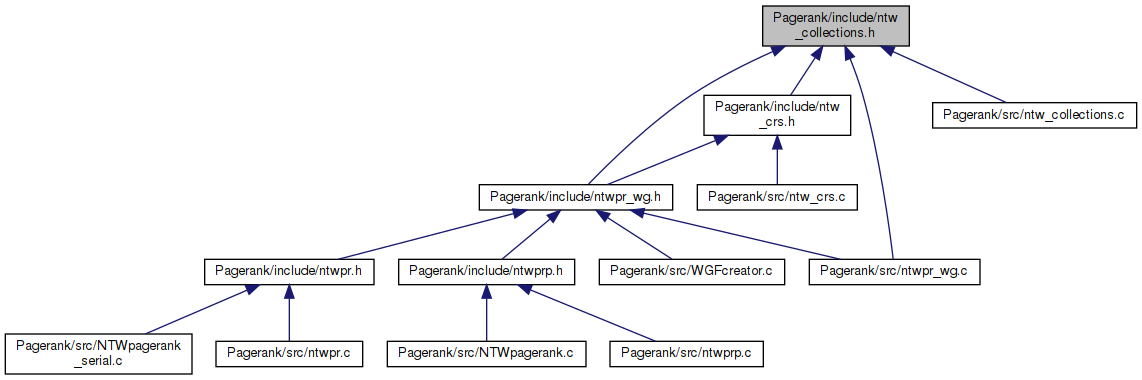 Pagerank/include/ntw
_collections.h
Pagerank/include/ntw
_crs.h
Pagerank/src/ntw_collections.c
Pagerank/include/ntwpr_wg.h
Pagerank/src/ntw_crs.c
Pagerank/include/ntwpr.h
Pagerank/include/ntwprp.h
Pagerank/src/WGFcreator.c
Pagerank/src/ntwpr_wg.c
Pagerank/src/NTWpagerank
_serial.c
Pagerank/src/ntwpr.c
Pagerank/src/NTWpagerank.c
Pagerank/src/ntwprp.c